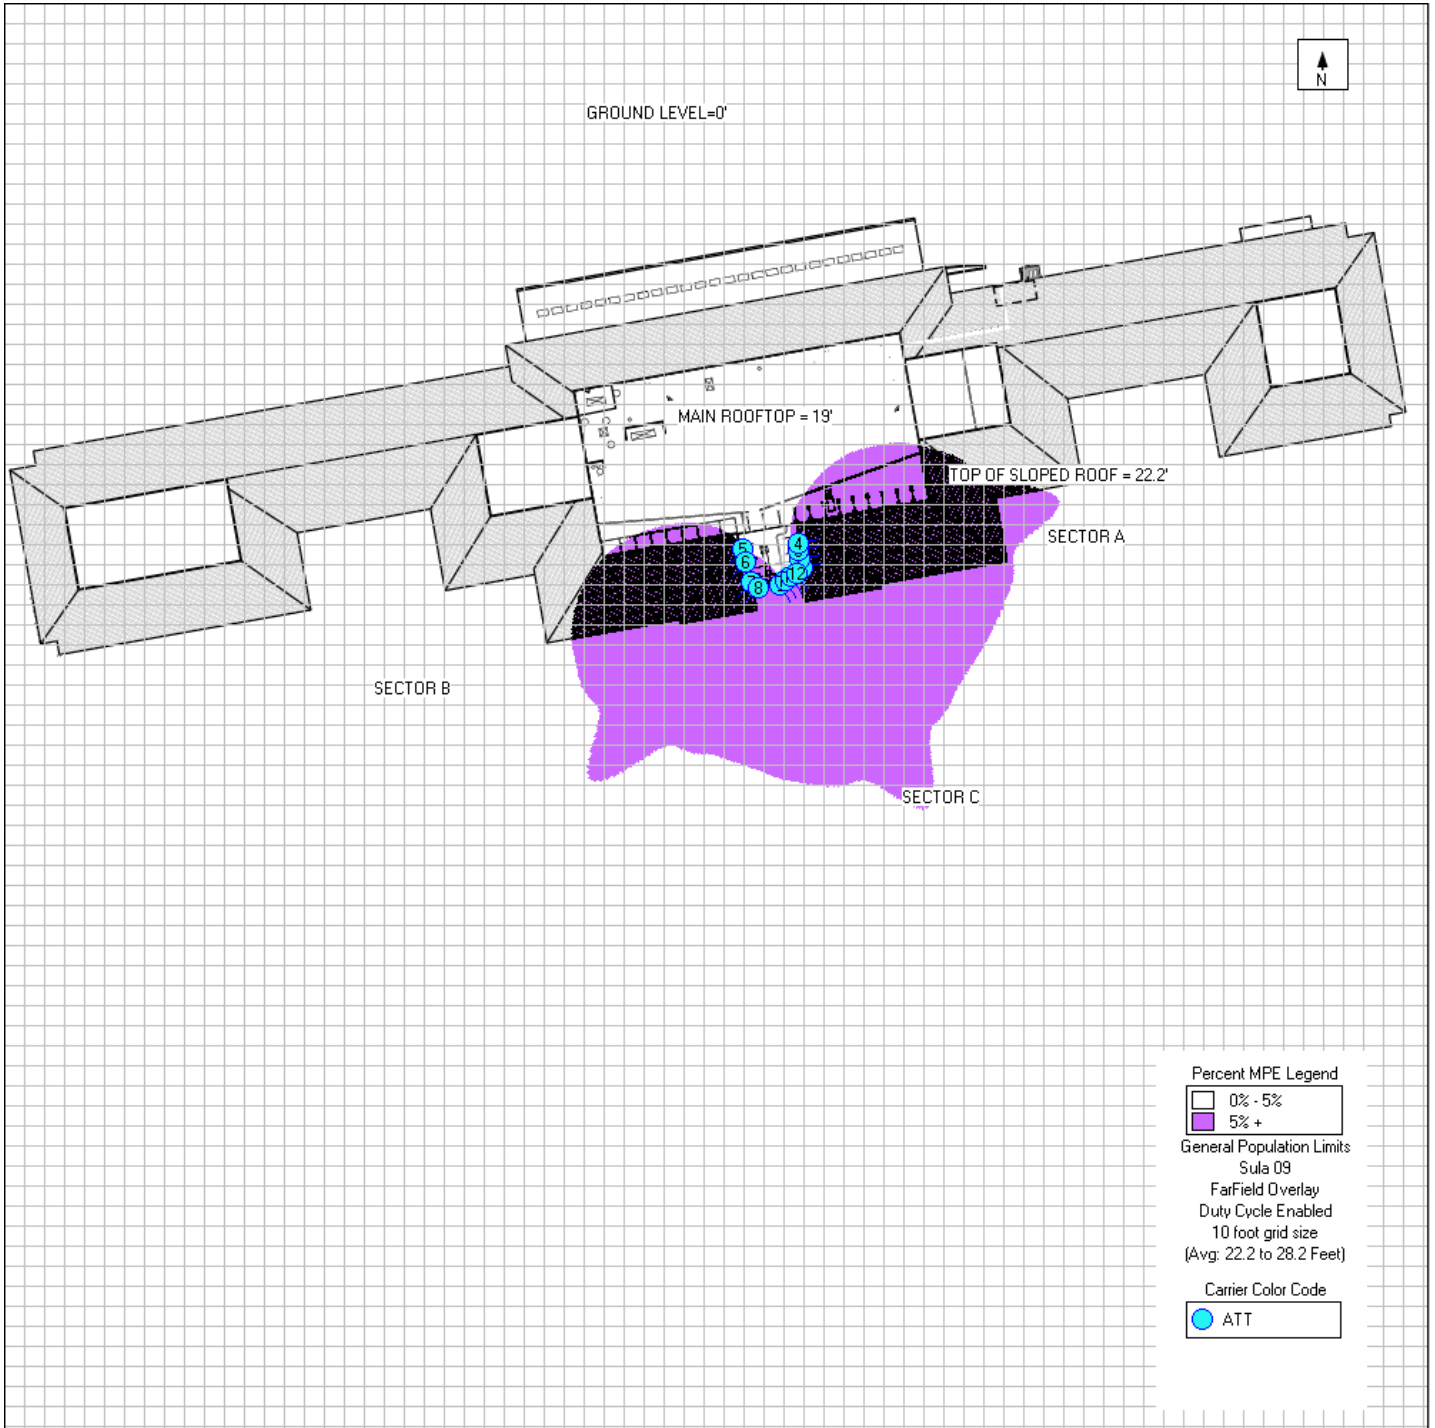 N
GROUND LEVEL=0'
MAIN ROOFTOP = 19'
TOP OF SLOPED ROOF = 22.2'
SECTOR A
4
5
6
12
8
SECTOR B
SECTOR C
Percent MPE Legend
0% - 5%
5% +
General Population Limits
Sula 09
FarField Overlay
Duty Cycle Enabled
10 foot grid size
(Avg: 22.2 to 28.2 Feet)
Carrier Color Code
ATT